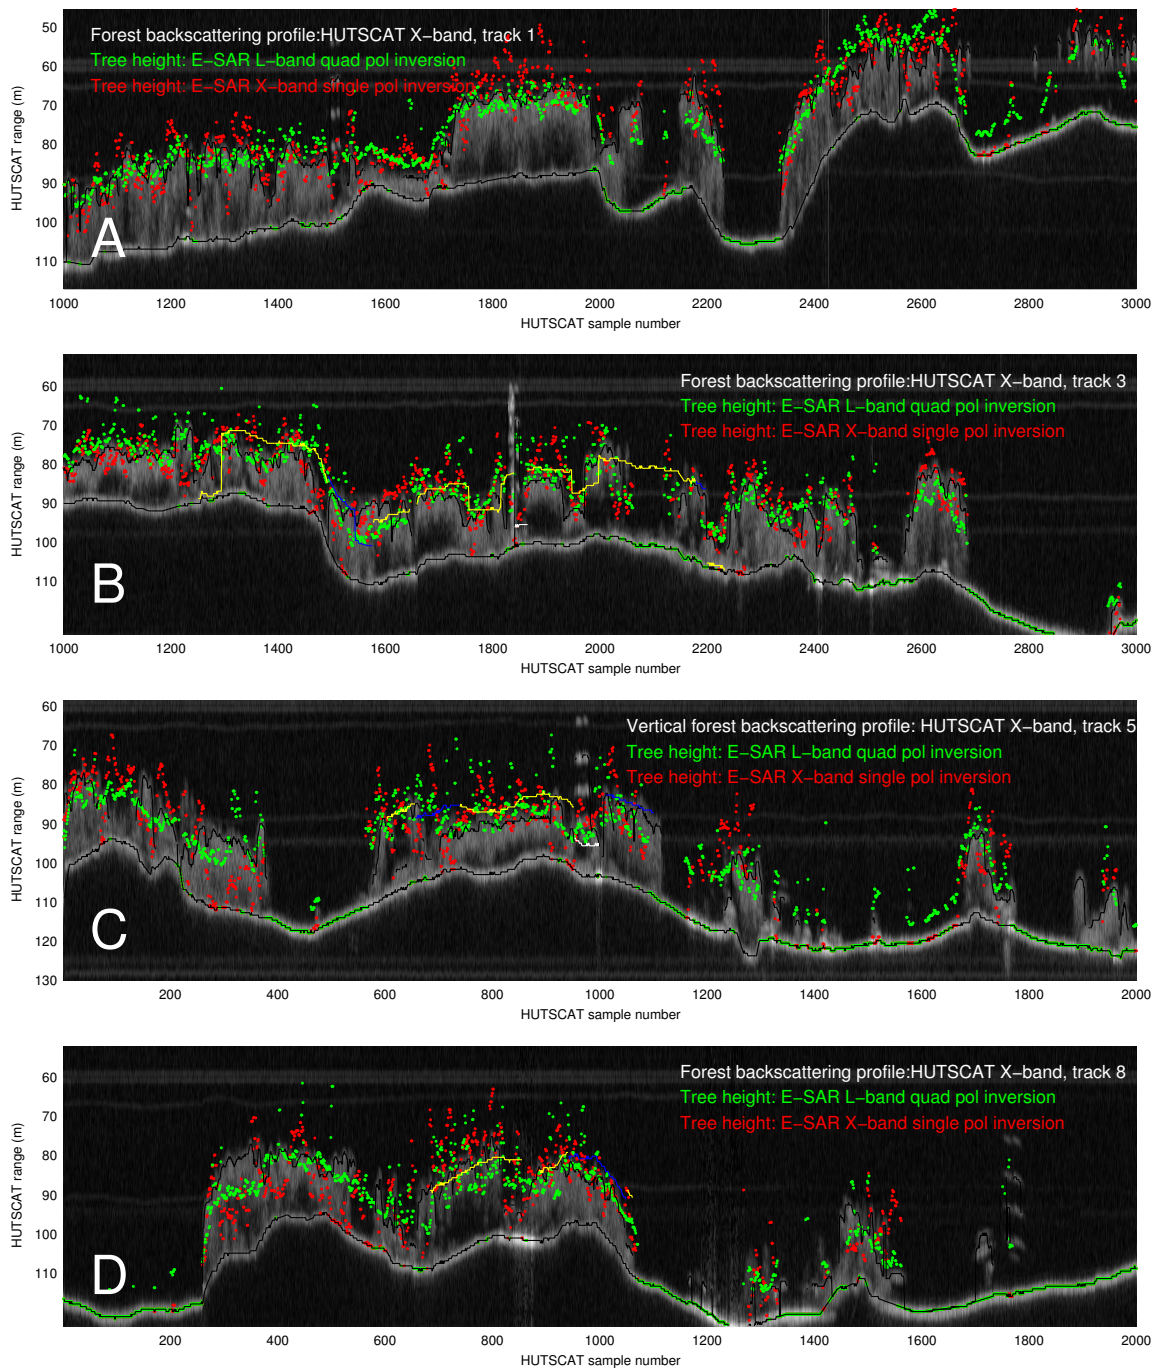 50
60
70
80
90
100
110
HUTSCAT range (m)
Forest backscattering profile:HUTSCAT X−band, track 1
Tree height: E−SAR L−band quad pol inversion
Tree height: E−SAR X−band single pol inversion
A
1000 1200 1400 1600 1800 2000 2200 2400 2600 2800 3000
HUTSCAT sample number
60
70
80
90
100
110
HUTSCAT range (m)
Forest backscattering profile:HUTSCAT X−band, track 3
Tree height: E−SAR L−band quad pol inversion
Tree height: E−SAR X−band single pol inversion
B
1000 1200 1400 1600 1800 2000 2200 2400 2600 2800 3000
HUTSCAT sample number
60
70
80
90
100
110
120
130
HUTSCAT range (m)
Vertical forest backscattering profile: HUTSCAT X−band, track 5
Tree height: E−SAR L−band quad pol inversion
Tree height: E−SAR X−band single pol inversion
C
200 400 600 800 1000 1200 1400 1600 1800 2000
HUTSCAT sample number
60
70
80
90
100
110
HUTSCAT range (m)
Forest backscattering profile:HUTSCAT X−band, track 8
Tree height: E−SAR L−band quad pol inversion
Tree height: E−SAR X−band single pol inversion
D
200 400 600 800 1000 1200 1400 1600 1800 2000
HUTSCAT sample number